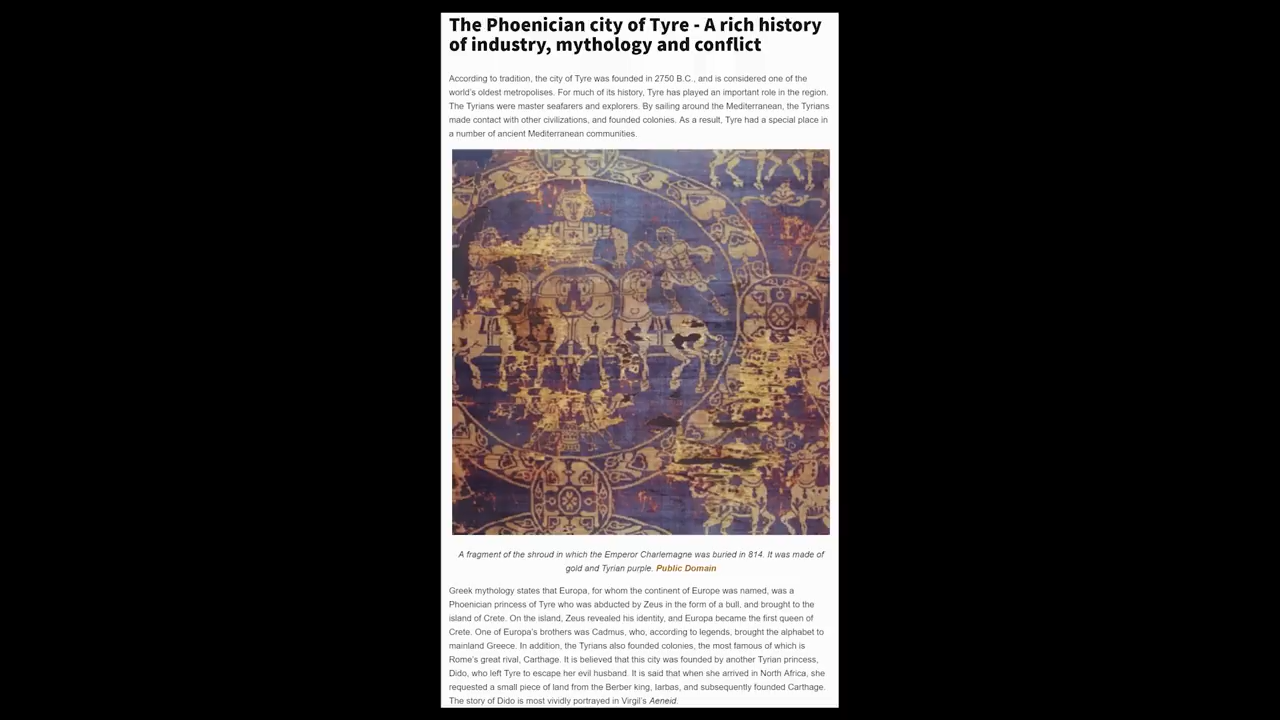 The Phoenician city of Tyre - A rich history
of industry, mythology and conflict
According to tradition, the city of Tyre was founded in 2750 B.C., and is considered one of the
world's oldest metropolises. For much of its history, Tyre has played an important role in the region.
The Tyrians were master seafarers and explorers. By sailing around the Mediterranean, the Tyrians
made contact with other civilizations, and founded colonies. As a result, Tyre had a special place in
a number of ancient Mediterranean communities.
A fragment of the shroud in which the Emperor Charlemagne was buried in 814. It was made of
gold and Tyrian purple. Public Domain
Greek mythology states that Europa, for whom the continent of Europe was named, was a
Phoenician princess of Tyre who was abducted by Zeus in the form of a bull, and brought to the
island of Crete. On the island, Zeus revealed his identity, and Europa became the first queen of
Crete. One of Europa's brothers was Cadmus, who, according to legends, brought the alphabet to
mainland Greece. In addition, the Tyrians also founded colonies, the most famous of which is
Rome's great rival, Carthage. It is believed that this city was founded by another Tyrian princess,
Dido, who left Tyre to escape her evil husband. It is said that when she arrived in North Africa, she
requested a small piece of land from the Berber king, Iarbas, and subsequently founded Carthage.
The story of Dido is most vividly portrayed in Virgil's Aeneid.